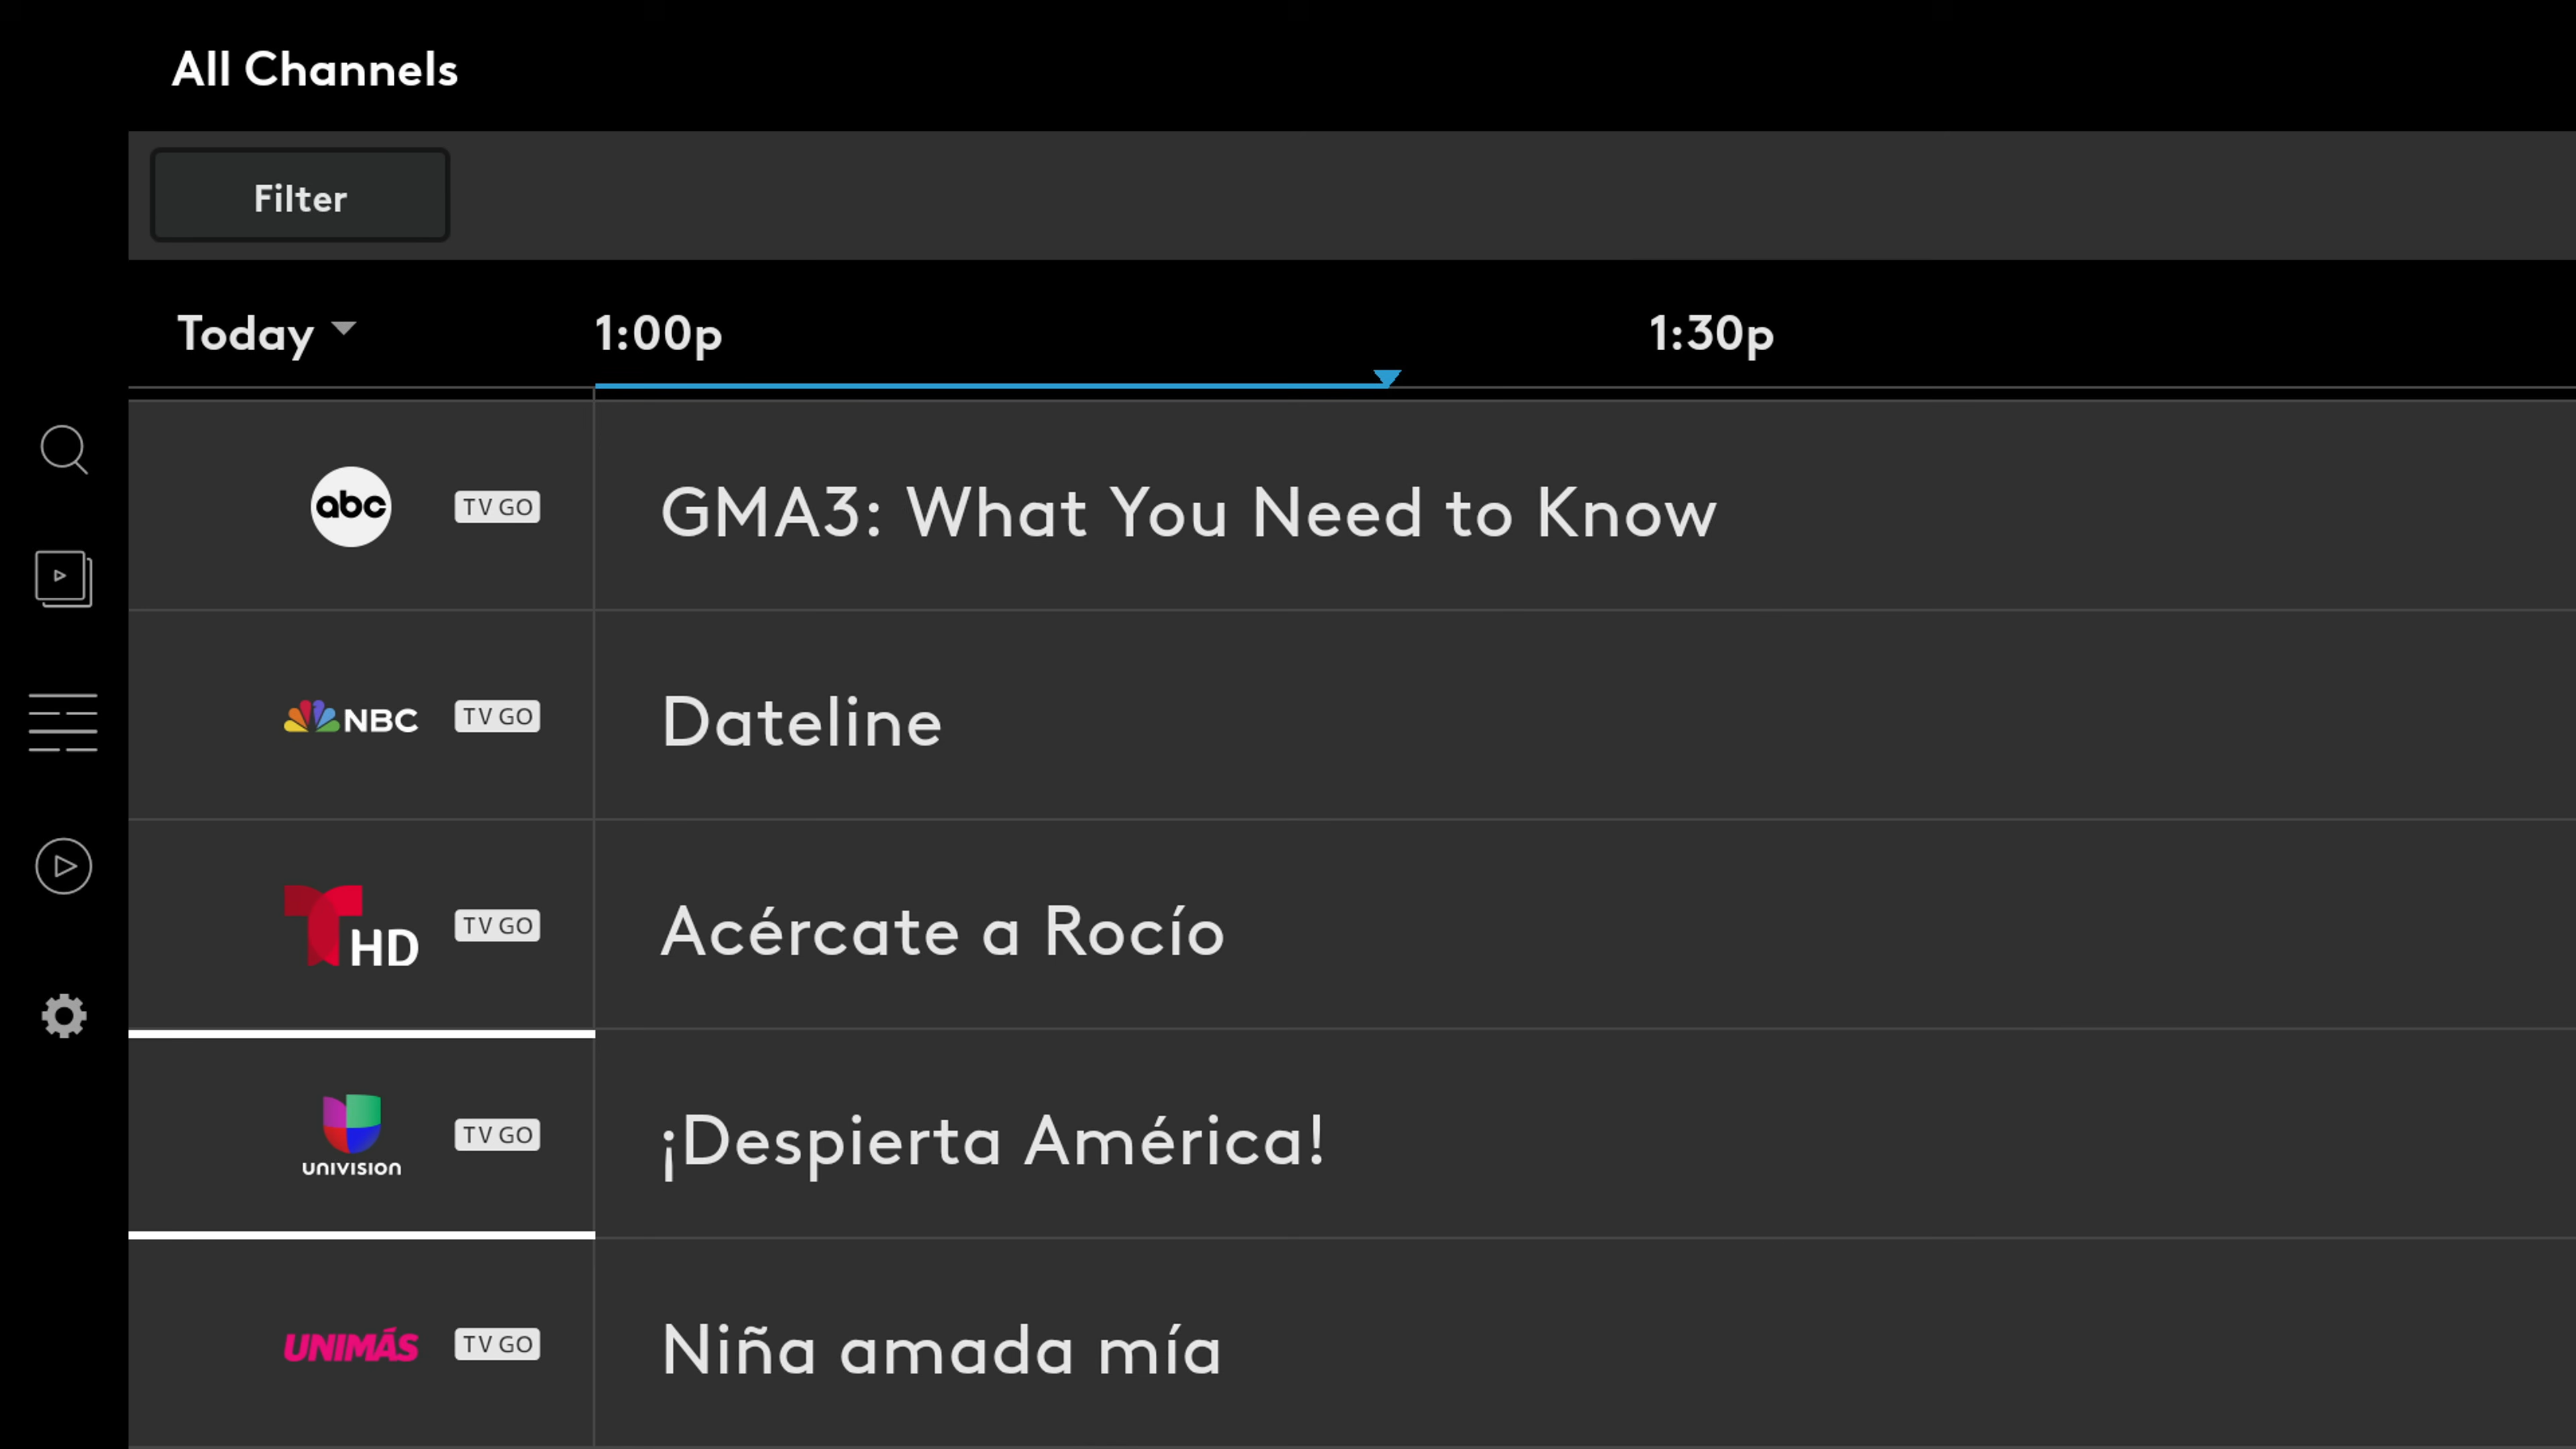 All Channels
Filter
Today 1:00p 1:30p
abc TV GO GMA3: What You Need to Know
NBC TV GO Dateline
HD TV GO Acércate a Rocío
UNIVISION TV GO ¡Despierta América!
UNIMÁS TV GO Niña amada mía